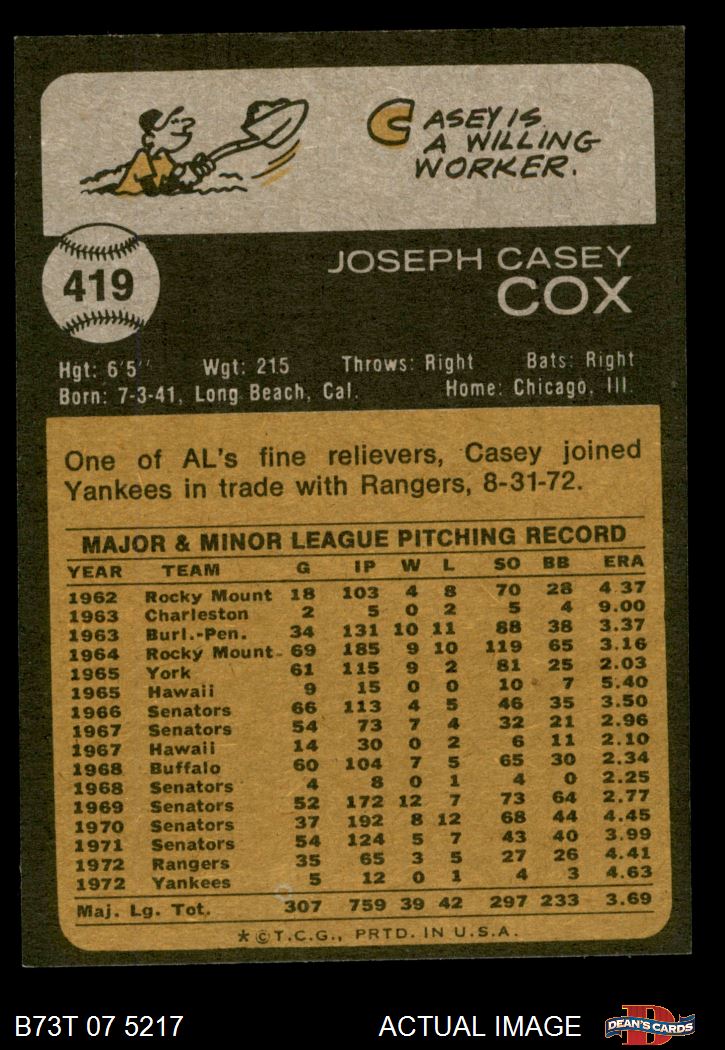 CASEY IS
A WILLING
WORKER.
419
JOSEPH CASEY
COX
Hgt: 6'5'' Wgt: 215 Throws: Right Bats: Right
Born: 7-3-41, Long Beach, Cal. Home: Chicago, Ill.
One of AL's fine relievers, Casey joined
Yankees in trade with Rangers, 8-31-72.
MAJOR & MINOR LEAGUE PITCHING RECORD
YEAR TEAM G IP W L SO BB ERA
1962 Rocky Mount 18 103 4 8 70 28 4.37
1963 Charleston 2 5 0 2 5 4 9.00
1963 Burl.-Pen. 34 131 10 11 88 38 3.37
1964 Rocky Mount 69 185 9 10 119 65 3.16
1965 York 61 115 9 2 81 25 2.03
1965 Hawaii 9 15 0 0 10 7 5.40
1966 Senators 66 113 4 5 46 35 3.50
1967 Senators 54 73 7 4 32 21 2.96
1967 Hawaii 14 30 0 2 6 11 2.10
1968 Buffalo 60 104 7 5 65 30 2.34
1968 Senators 4 8 0 1 4 0 2.25
1969 Senators 52 172 12 7 73 64 2.77
1970 Senators 37 192 8 12 68 44 4.45
1971 Senators 54 124 5 7 43 40 3.99
1972 Rangers 35 65 3 5 27 26 4.41
1972 Yankees 5 12 0 1 4 3 4.63
Maj. Lg. Tot. 307 759 39 42 297 233 3.69
*©T.C.G., PRTD. IN U.S.A.
B73T 07 5217 ACTUAL IMAGE
D
DEAN'S CARDS